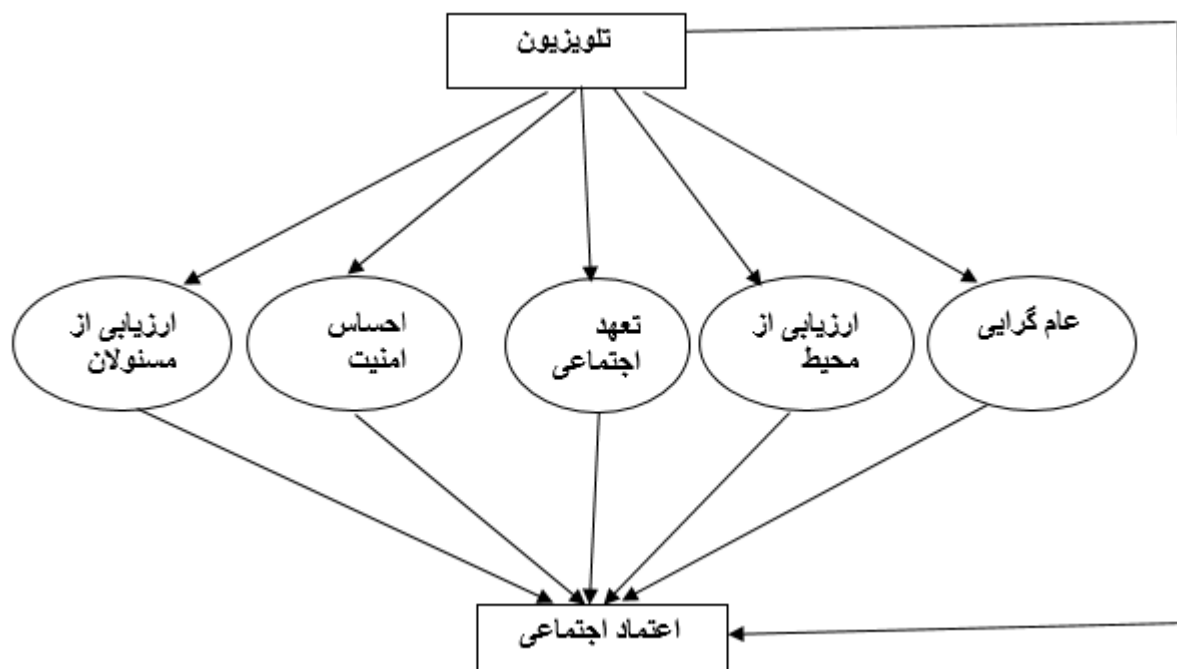 تلویزیون
عام گرایی
ارزیابی از
محیط
تعهد
اجتماعی
احساس
امنیت
ارزیابی از
مسئولان
اعتماد اجتماعی